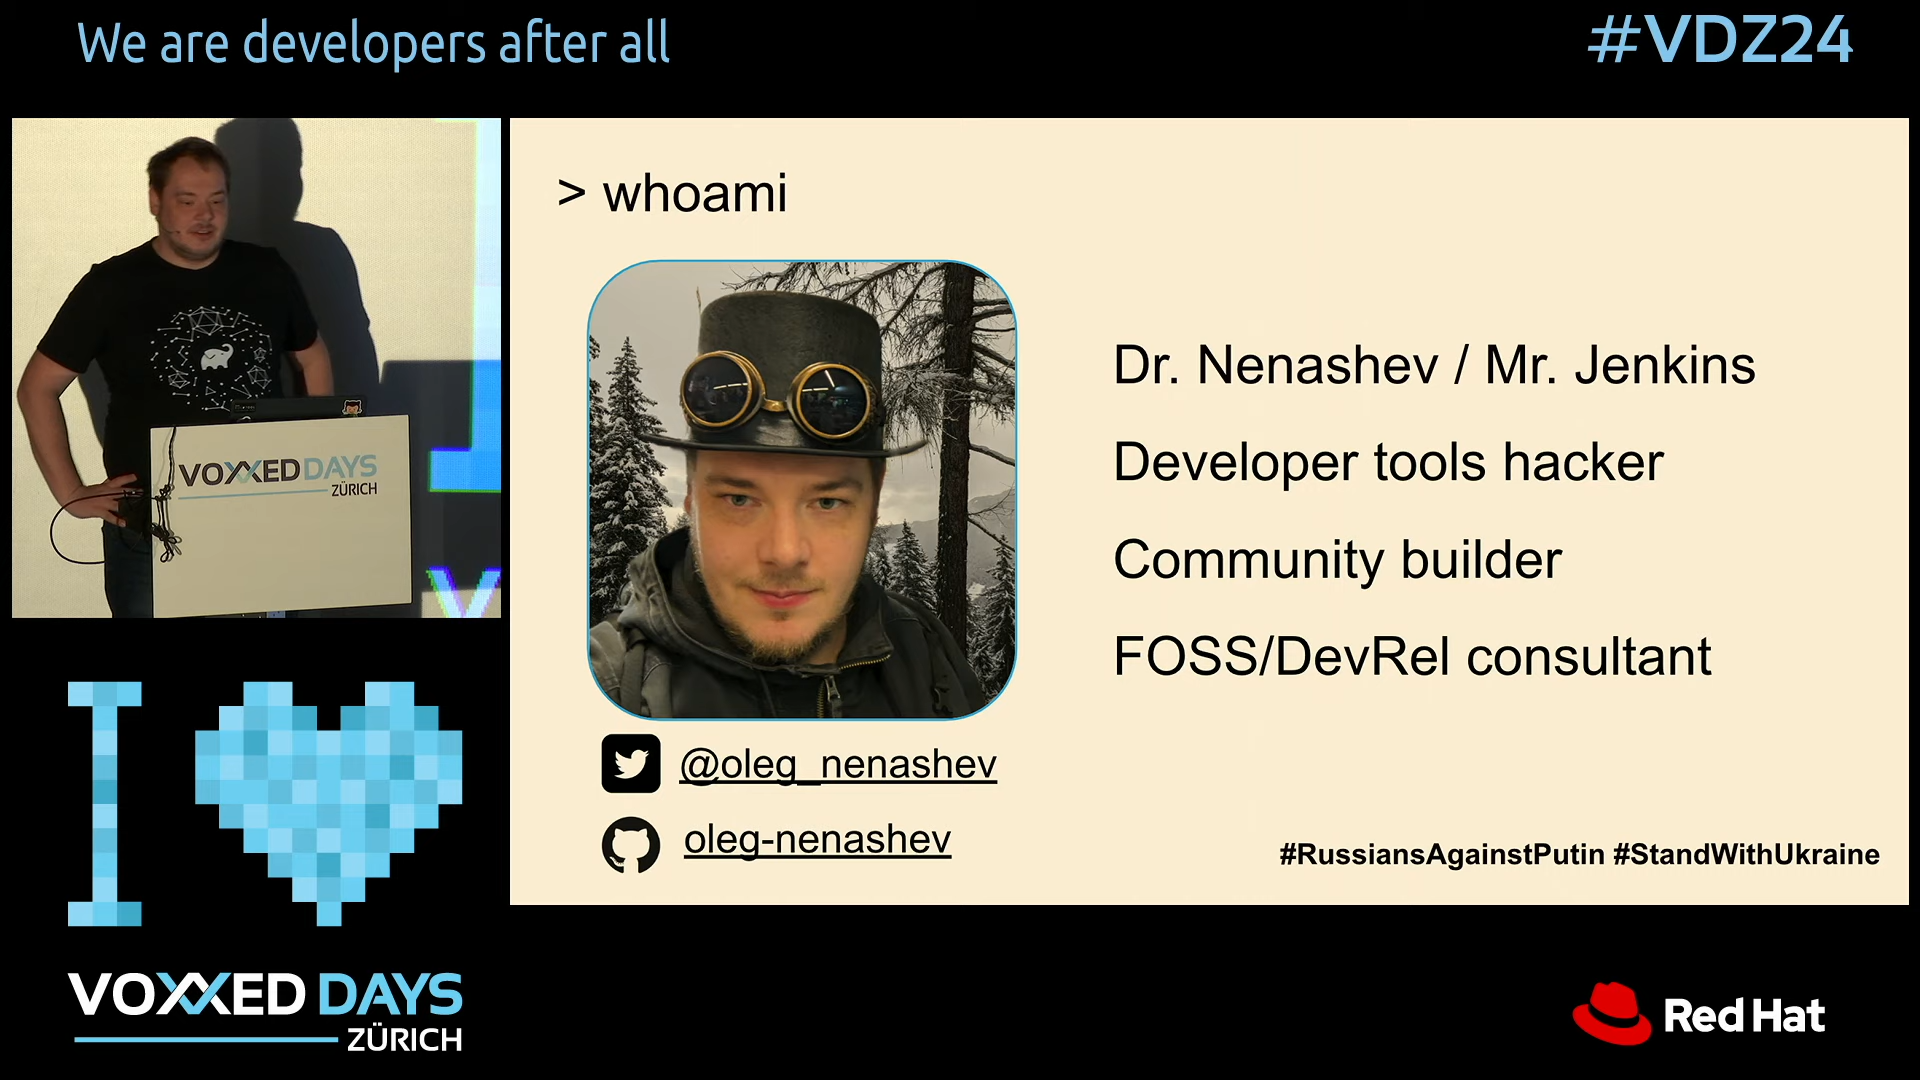 We are developers after all
#VDZ24
> whoami
Dr. Nenashev / Mr. Jenkins
Developer tools hacker
Community builder
FOSS/DevRel consultant
@oleg_nenashev
oleg-nenashev
#RussiansAgainstPutin #StandWithUkraine
VOXXED DAYS
ZÜRICH
I
VOXXED DAYS
ZÜRICH
Red Hat